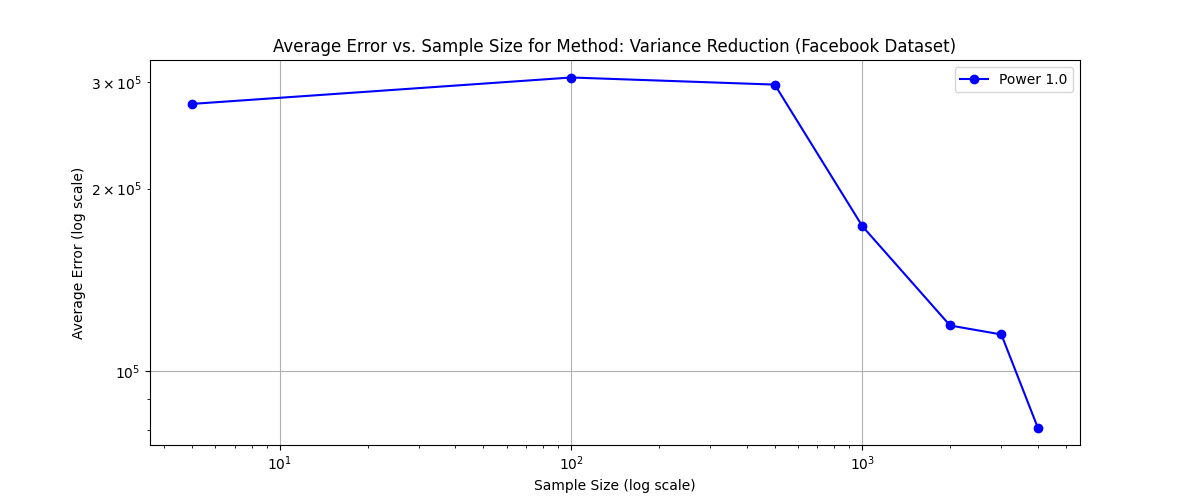 Average Error vs. Sample Size for Method: Variance Reduction (Facebook Dataset)
Power 1.0
3 × 10⁵
2 × 10⁵
10⁵
Average Error (log scale)
10¹
10²
10³
Sample Size (log scale)